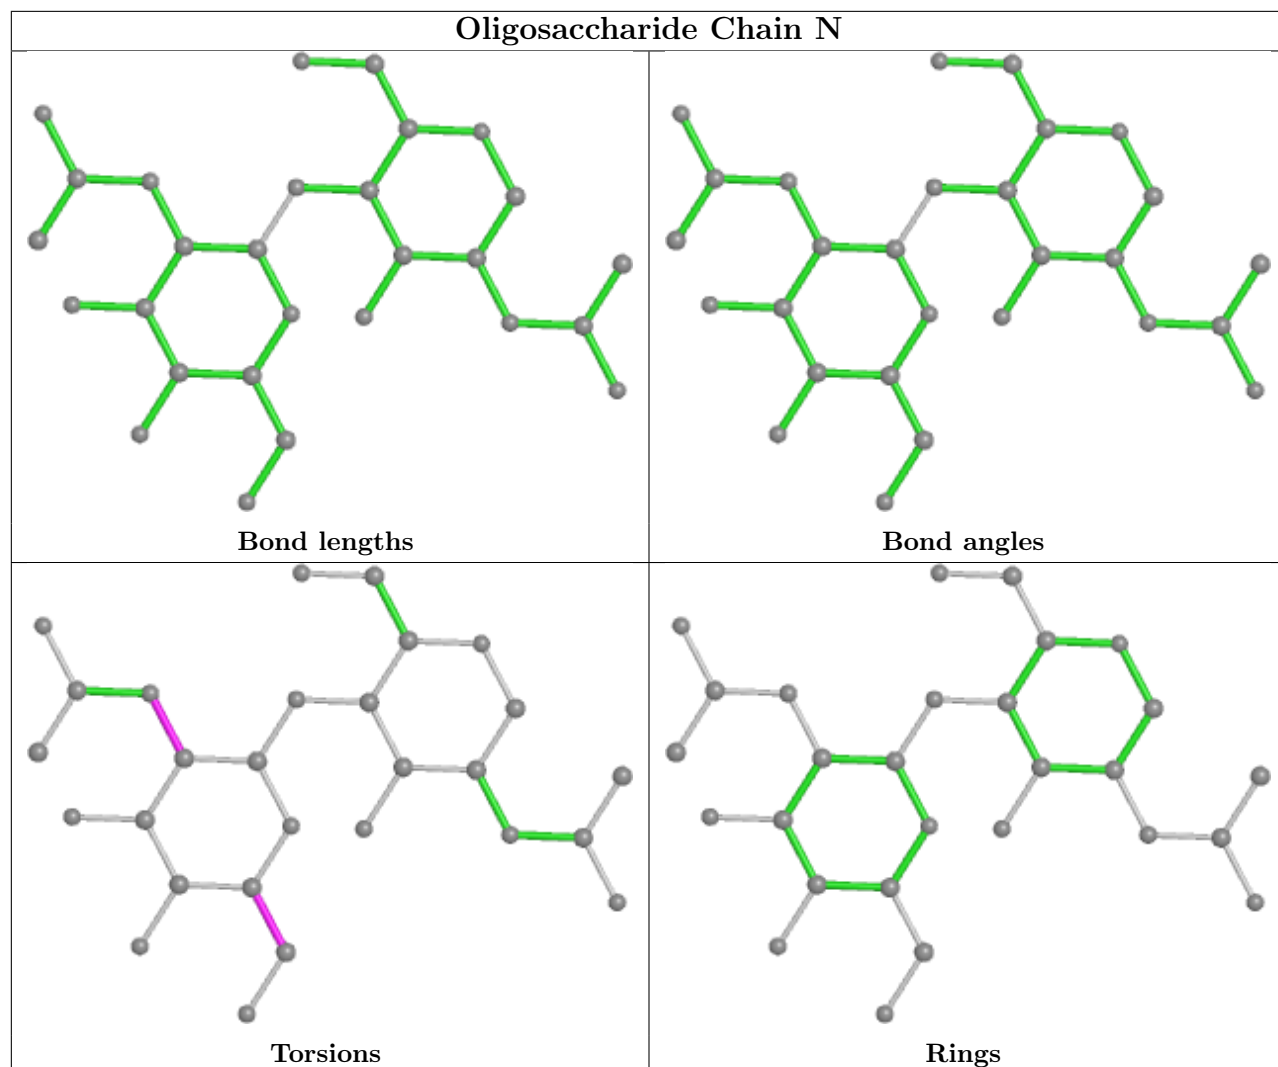 Oligosaccharide Chain N
Bond lengths
Bond angles
Torsions
Rings